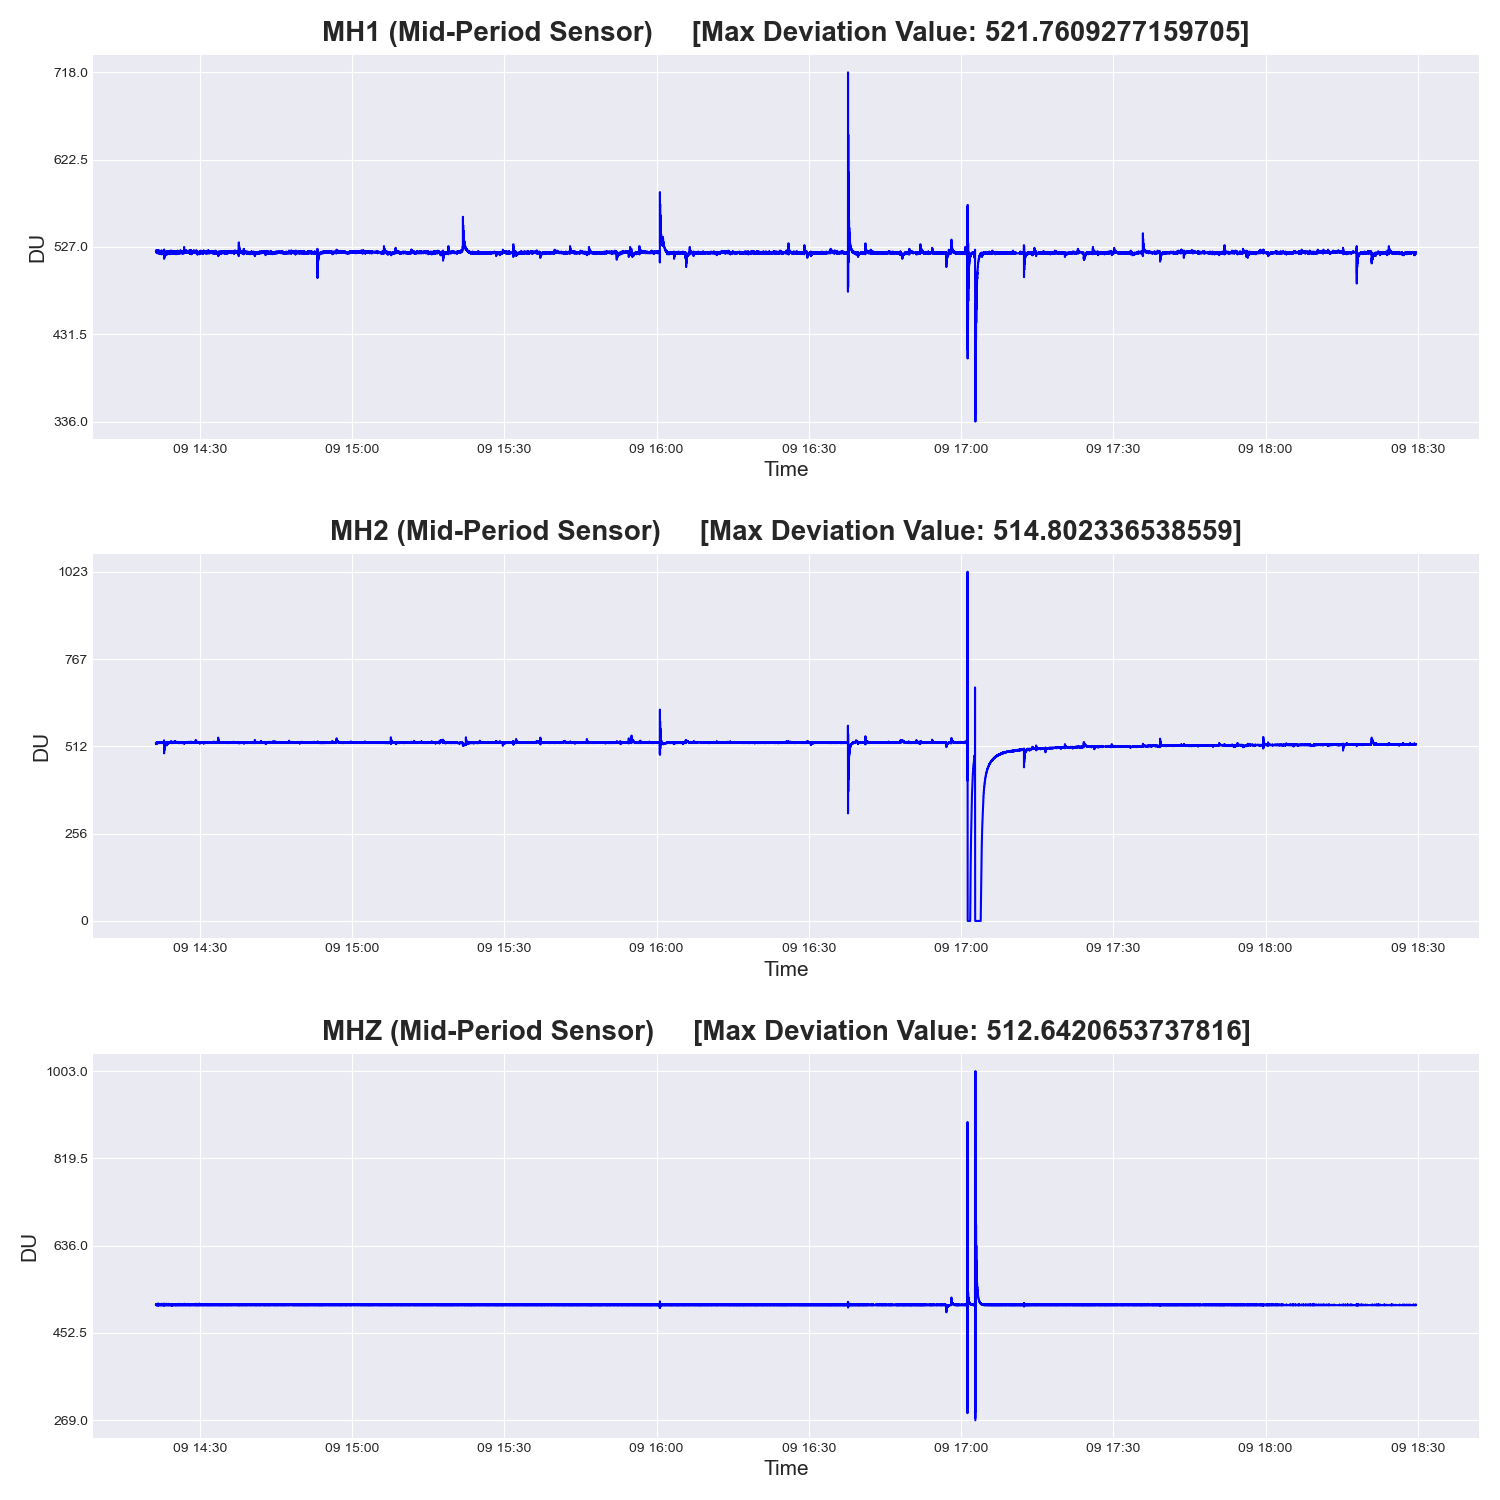 MH1 (Mid-Period Sensor) [Max Deviation Value: 521.7609277159705]
718.0
622.5
527.0
431.5
336.0
DU
09 14:30 09 15:00 09 15:30 09 16:00 09 16:30 09 17:00 09 17:30 09 18:00 09 18:30
Time
MH2 (Mid-Period Sensor) [Max Deviation Value: 514.802336538559]
1023
767
512
256
0
DU
09 14:30 09 15:00 09 15:30 09 16:00 09 16:30 09 17:00 09 17:30 09 18:00 09 18:30
Time
MHZ (Mid-Period Sensor) [Max Deviation Value: 512.6420653737816]
1003.0
819.5
636.0
452.5
269.0
DU
09 14:30 09 15:00 09 15:30 09 16:00 09 16:30 09 17:00 09 17:30 09 18:00 09 18:30
Time